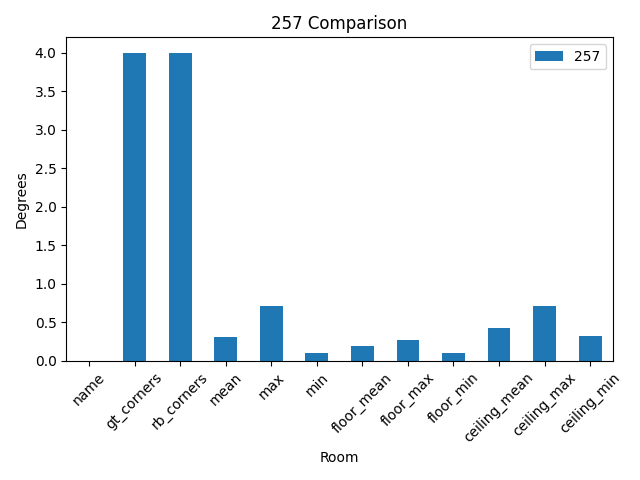 257 Comparison
257
Degrees
4.0
3.5
3.0
2.5
2.0
1.5
1.0
0.5
0.0
name
gt_corners
rb_corners
mean
max
min
floor_mean
floor_max
floor_min
ceiling_mean
ceiling_max
ceiling_min
Room